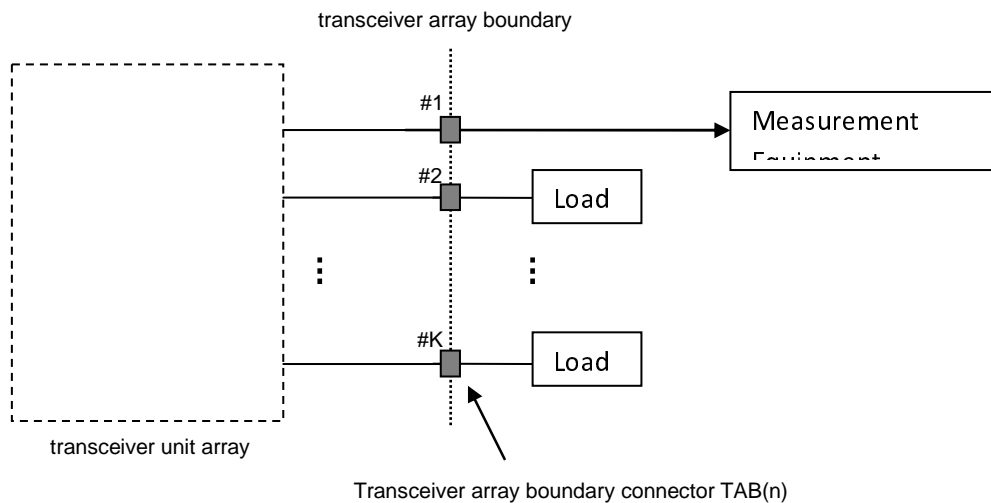 transceiver array boundary
#1
Measurement
#2
Load
#K
Load
transceiver unit array
Transceiver array boundary connector TAB(n)